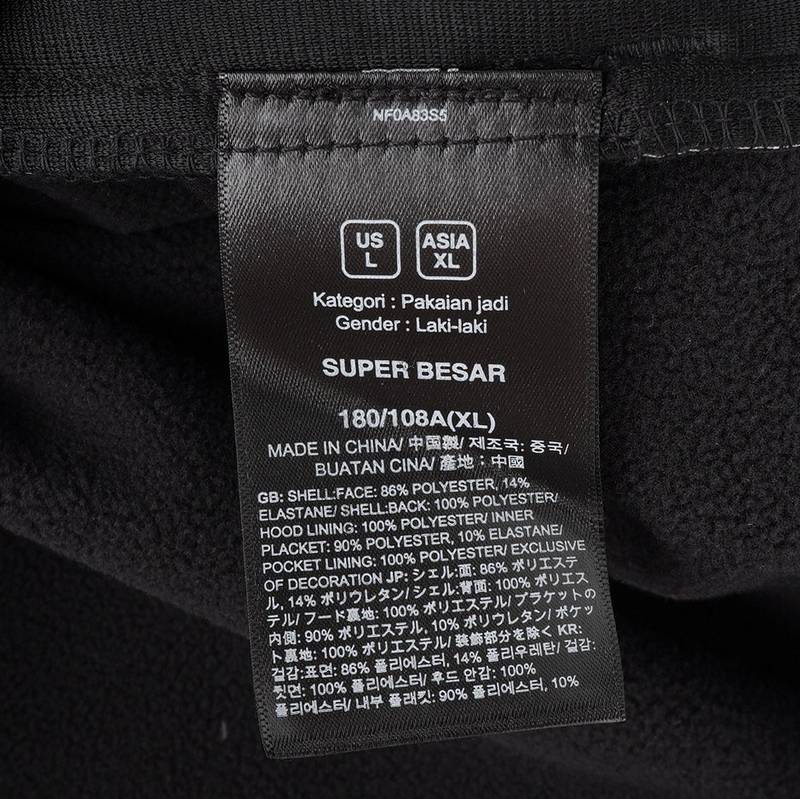 NF0A83S5
US
L
ASIA
XL
Kategori : Pakaian jadi
Gender : Laki-laki
SUPER BESAR
180/108A(XL)
MADE IN CHINA/ 中国製/ 제조국: 중국/
BUATAN CINA/ 產地：中國
GB: SHELL:FACE: 86% POLYESTER, 14%
ELASTANE/ SHELL:BACK: 100% POLYESTER/
HOOD LINING: 100% POLYESTER/ INNER
PLACKET: 90% POLYESTER, 10% ELASTANE/
POCKET LINING: 100% POLYESTER/ EXCLUSIVE
OF DECORATION JP: シェル:面: 86% ポリエステ
ル, 14% ポリウレタン/ シェル:背面: 100% ポリエス
テル/ フード裏地: 100% ポリエステル/ プラケットの
内側: 90% ポリエステル, 10% ポリウレタン/ ポケッ
ト裏地: 100% ポリエステル/ 装飾部分を除く KR:
겉감:표면: 86% 폴리에스터, 14% 폴리우레탄/ 겉감:
뒷면: 100% 폴리에스터/ 후드 안감: 100%
폴리에스터/ 내부 플래킷: 90% 폴리에스터, 10%